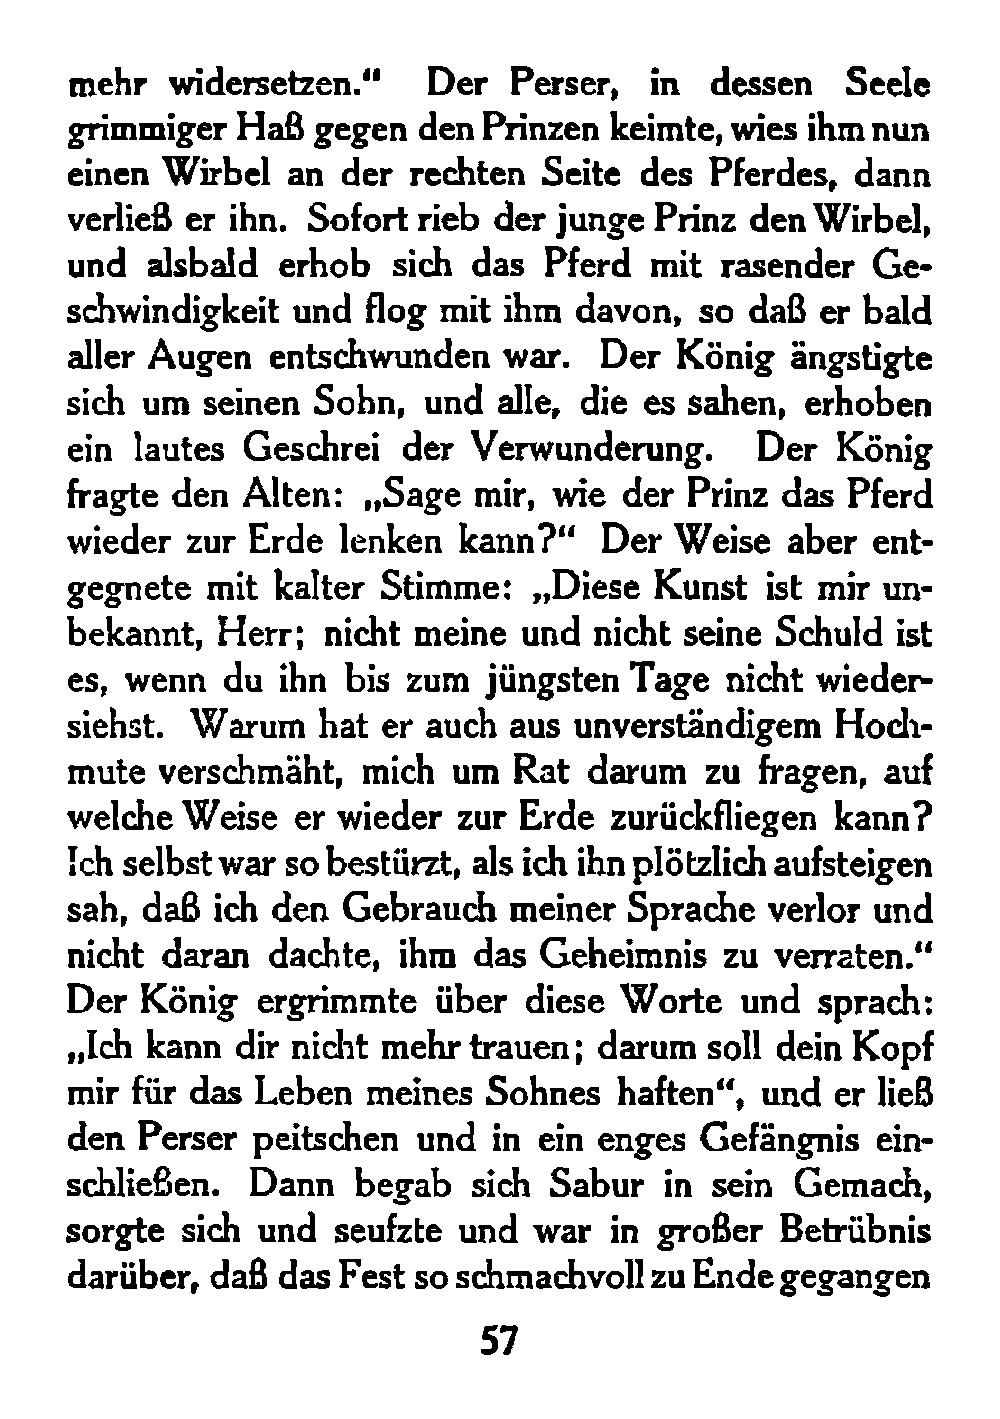 mehr widersetzen.“ Der Perser, in dessen Seele
grimmiger Haß gegen den Prinzen keimte, wies ihm nun
einen Wirbel an der rechten Seite des Pferdes, dann
verließ er ihn. Sofort rieb der junge Prinz den Wirbel,
und alsbald erhob sich das Pferd mit rasender Ge-
schwindigkeit und flog mit ihm davon, so daß er bald
aller Augen entschwunden war. Der König ängstigte
sich um seinen Sohn, und alle, die es sahen, erhoben
ein lautes Geschrei der Verwunderung. Der König
fragte den Alten: „Sage mir, wie der Prinz das Pferd
wieder zur Erde lenken kann?“ Der Weise aber ent-
gegnete mit kalter Stimme: „Diese Kunst ist mir un-
bekannt, Herr; nicht meine und nicht seine Schuld ist
es, wenn du ihn bis zum jüngsten Tage nicht wieder-
siehst. Warum hat er auch aus unverständigem Hoch-
mute verschmäht, mich um Rat darum zu fragen, auf
welche Weise er wieder zur Erde zurückfliegen kann?
Ich selbst war so bestürzt, als ich ihn plötzlich aufsteigen
sah, daß ich den Gebrauch meiner Sprache verlor und
nicht daran dachte, ihm das Geheimnis zu verraten.“
Der König ergrimmte über diese Worte und sprach:
„Ich kann dir nicht mehr trauen; darum soll dein Kopf
mir für das Leben meines Sohnes haften“, und er ließ
den Perser peitschen und in ein enges Gefängnis ein-
schließen. Dann begab sich Sabur in sein Gemach,
sorgte sich und seufzte und war in großer Betrübnis
darüber, daß das Fest so schmachvoll zu Ende gegangen
57